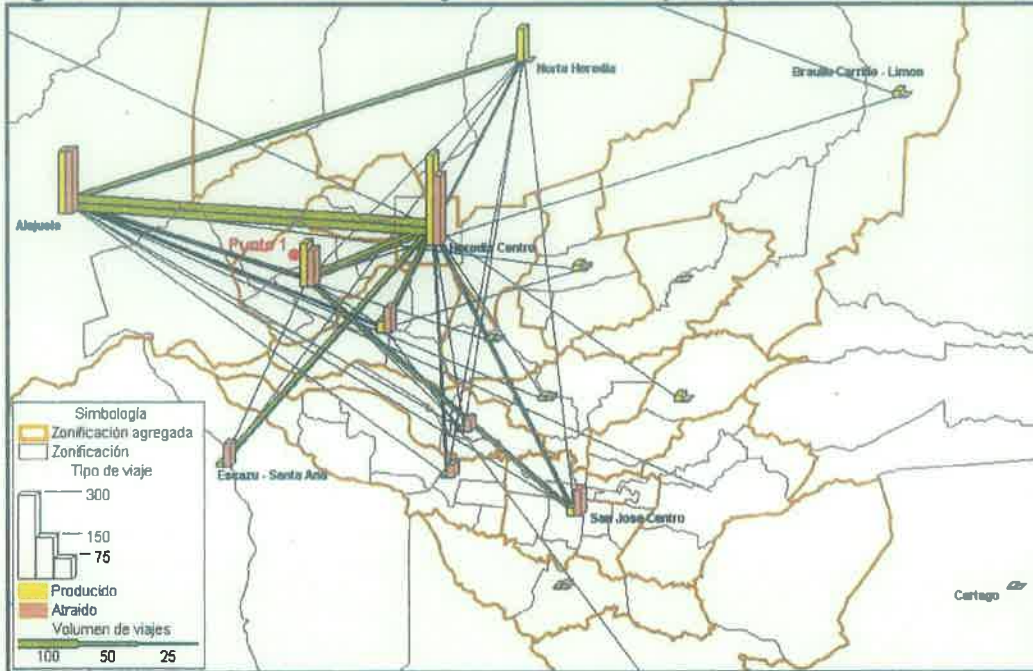 Norte Heredia
Braulio Carrillo - Limon
Alajuela
Punto 1
Heredia Centro
Escazu - Santa Ana
San Jose Centro
Cartago
Simbología
Zonificación agregada
Zonificación
Tipo de viaje
300
150
75
Producido
Atraido
Volumen de viajes
100 50 25